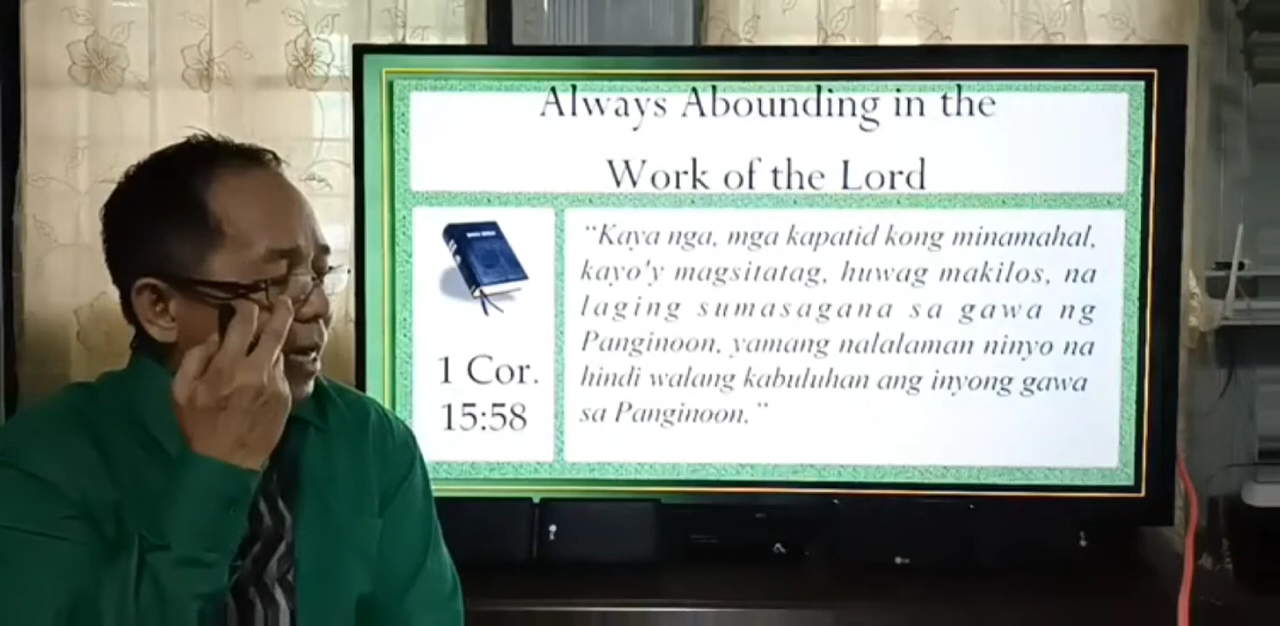 Always Abounding in the
Work of the Lord
1 Cor.
15:58
“Kaya nga, mga kapatid kong minamahal,
kayo'y magsitatag, huwag makilos, na
laging sumasagana sa gawa ng
Panginoon, yamang nalalaman ninyo na
hindi walang kabuluhan ang inyong gawa
sa Panginoon.”